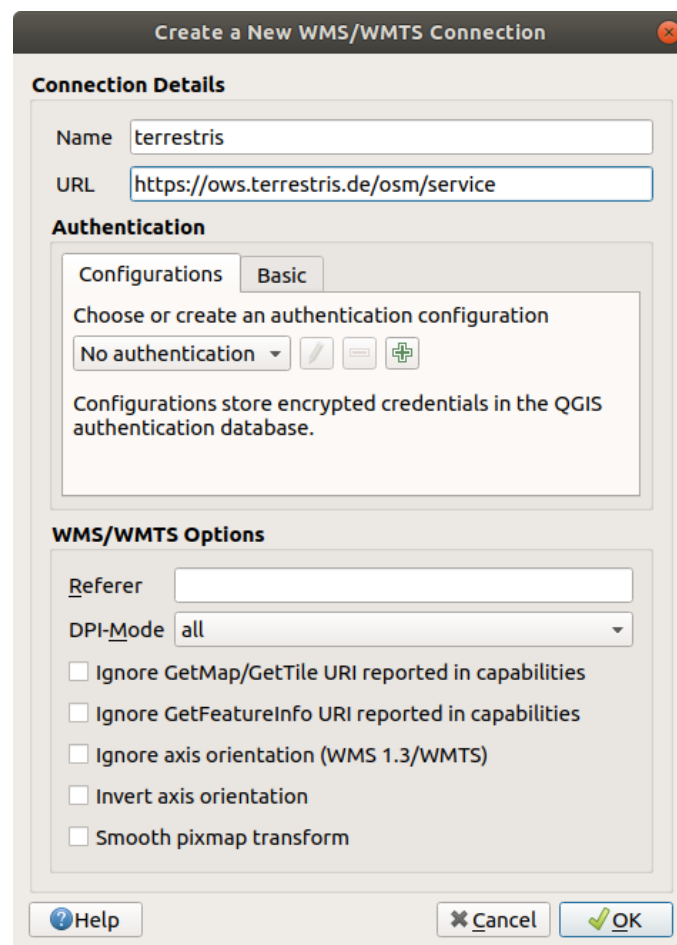 Create a New WMS/WMTS Connection
Connection Details
Name terrestris
URL https://ows.terrestris.de/osm/service
Authentication
Configurations Basic
Choose or create an authentication configuration
No authentication
Configurations store encrypted credentials in the QGIS
authentication database.
WMS/WMTS Options
Referer
DPI-Mode all
Ignore GetMap/GetTile URI reported in capabilities
Ignore GetFeatureInfo URI reported in capabilities
Ignore axis orientation (WMS 1.3/WMTS)
Invert axis orientation
Smooth pixmap transform
Help Cancel OK